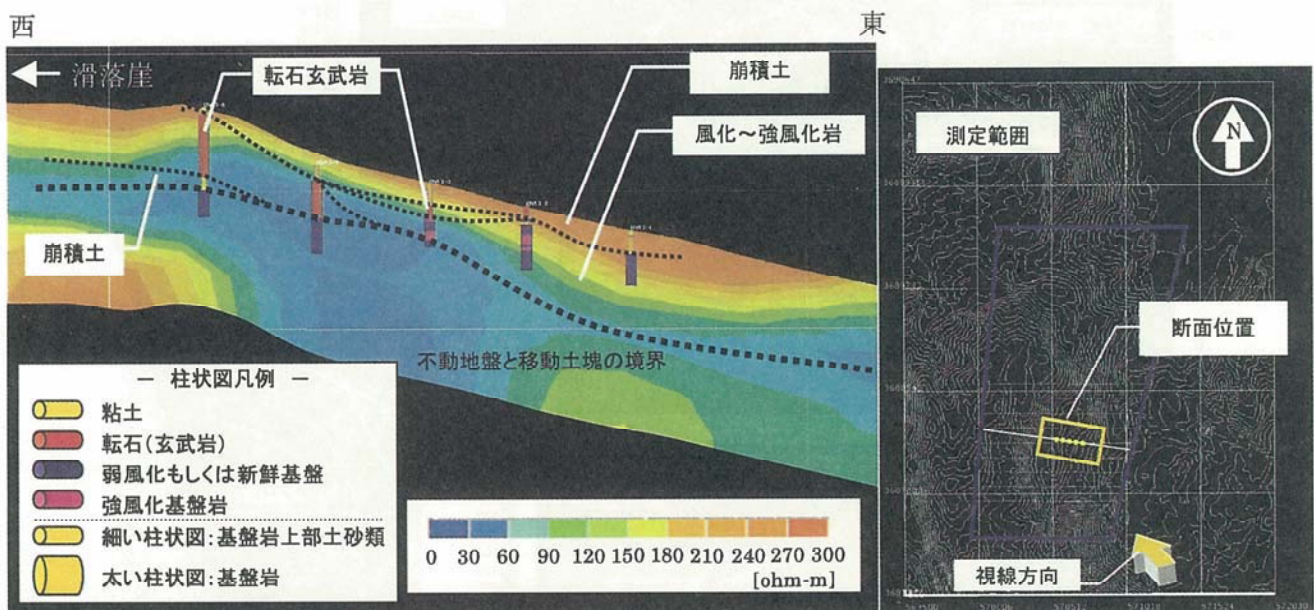 西
東
滑落崖
転石玄武岩
崩積土
風化~強風化岩
崩積土
不動地盤と移動土塊の境界
― 柱状図凡例 ―
粘土
転石(玄武岩)
弱風化もしくは新鮮基盤
強風化基盤岩
細い柱状図:基盤岩上部土砂類
太い柱状図:基盤岩
0 30 60 90 120 150 180 210 240 270 300
[ohm-m]
測定範囲
N
断面位置
視線方向